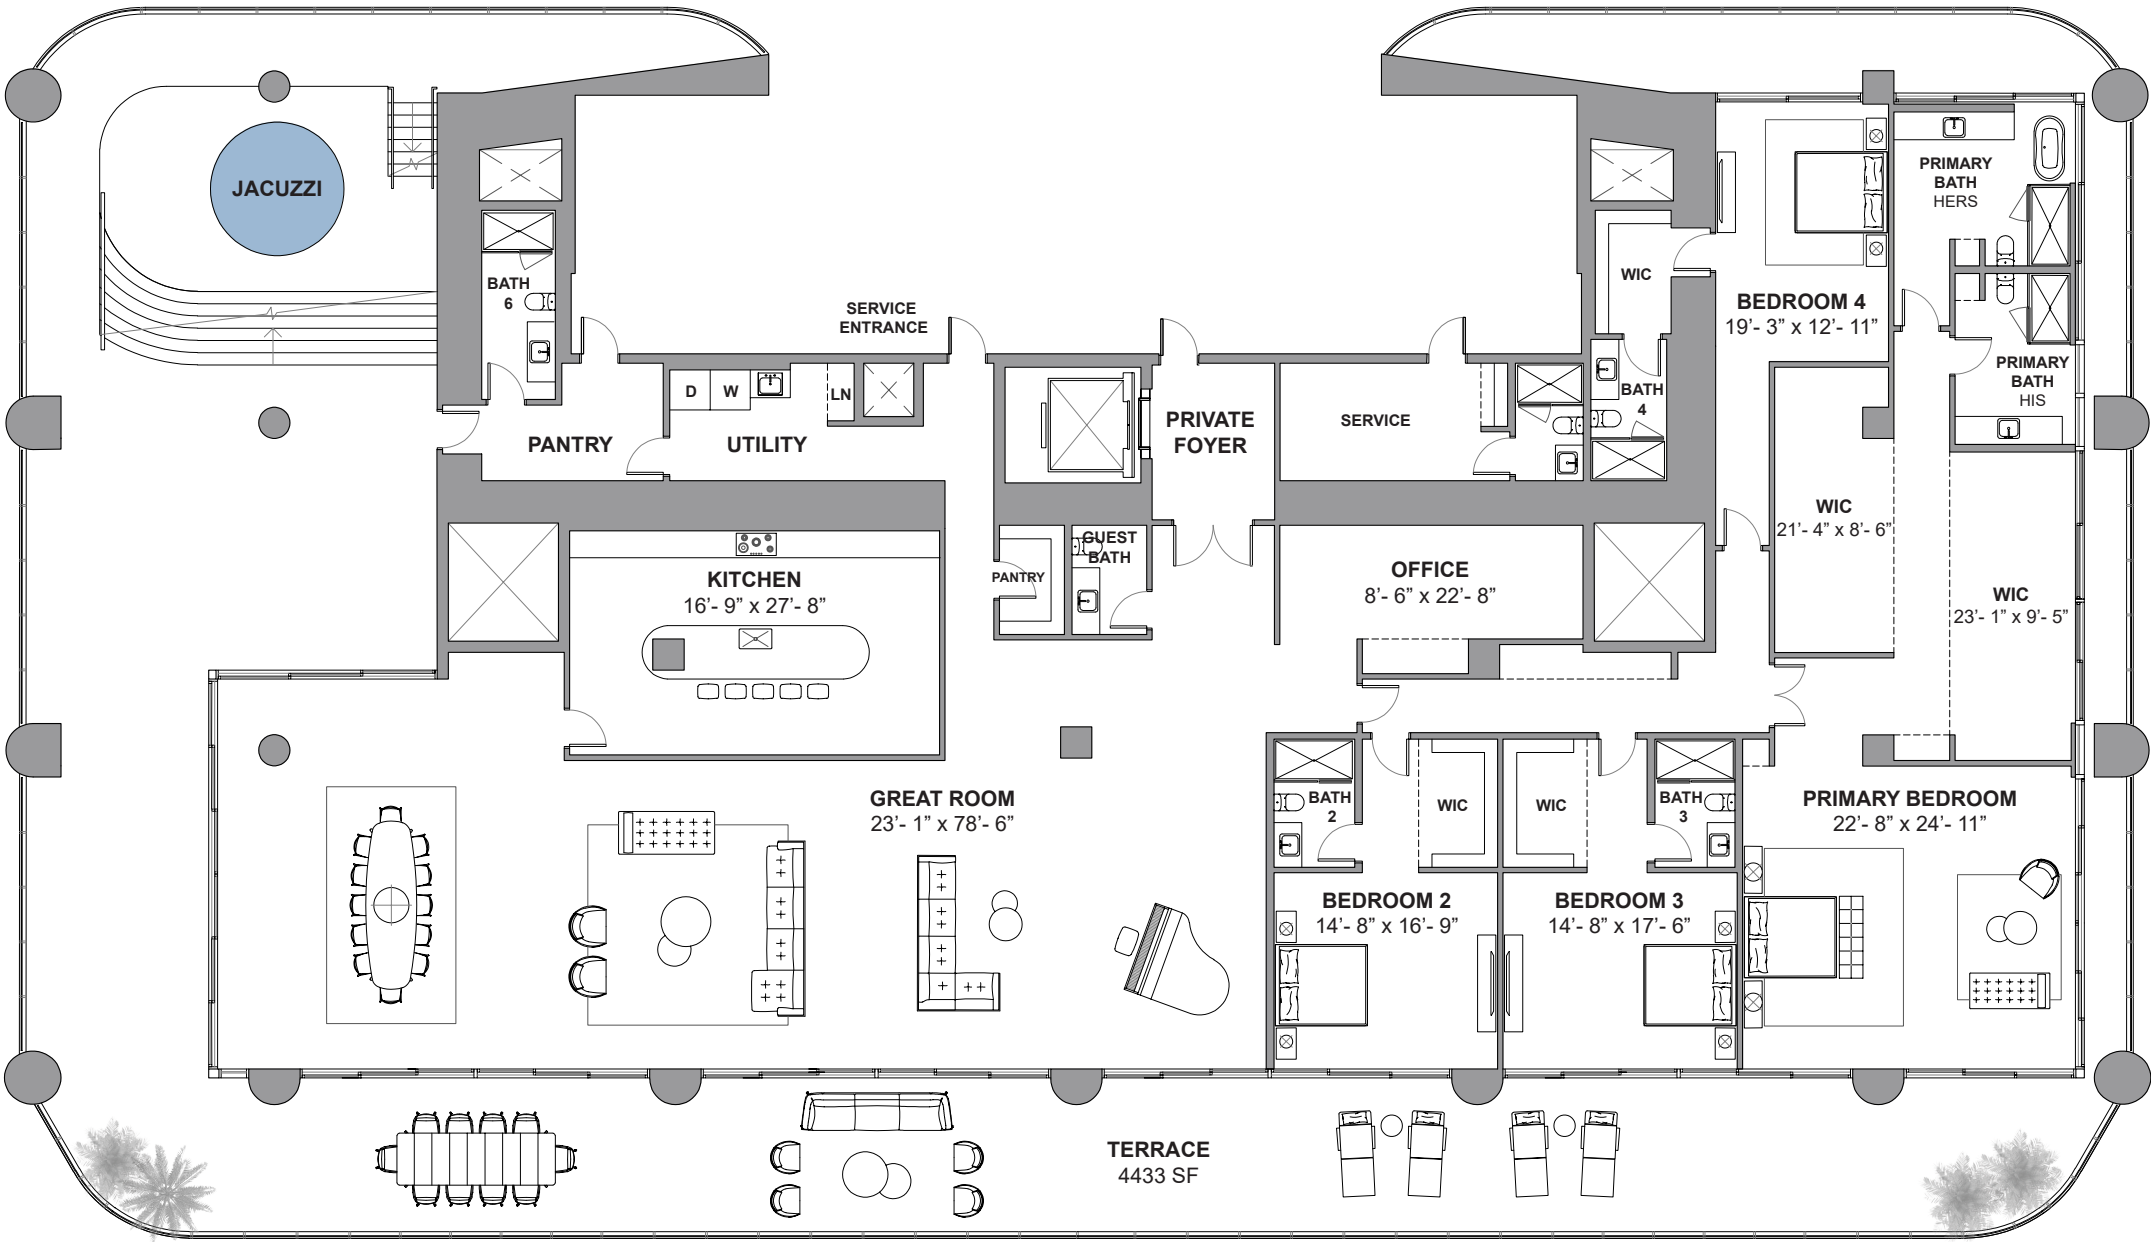 JACUZZI
BATH
6
SERVICE
ENTRANCE
D
W
LN
PANTRY
UTILITY
PRIVATE
FOYER
SERVICE
WIC
BATH
4
BEDROOM 4
19’- 3” x 12’- 11”
PRIMARY
BATH
HERS
PRIMARY
BATH
HIS
WIC
21’- 4” x 8’- 6”
WIC
23’- 1” x 9’- 5”
KITCHEN
16’- 9” x 27’- 8”
PANTRY
GUEST
BATH
OFFICE
8’- 6” x 22’- 8”
GREAT ROOM
23’- 1” x 78’- 6”
BATH
2
WIC
WIC
BATH
3
PRIMARY BEDROOM
22’- 8” x 24’- 11”
BEDROOM 2
14’- 8” x 16’- 9”
BEDROOM 3
14’- 8” x 17’- 6”
TERRACE
4433 SF